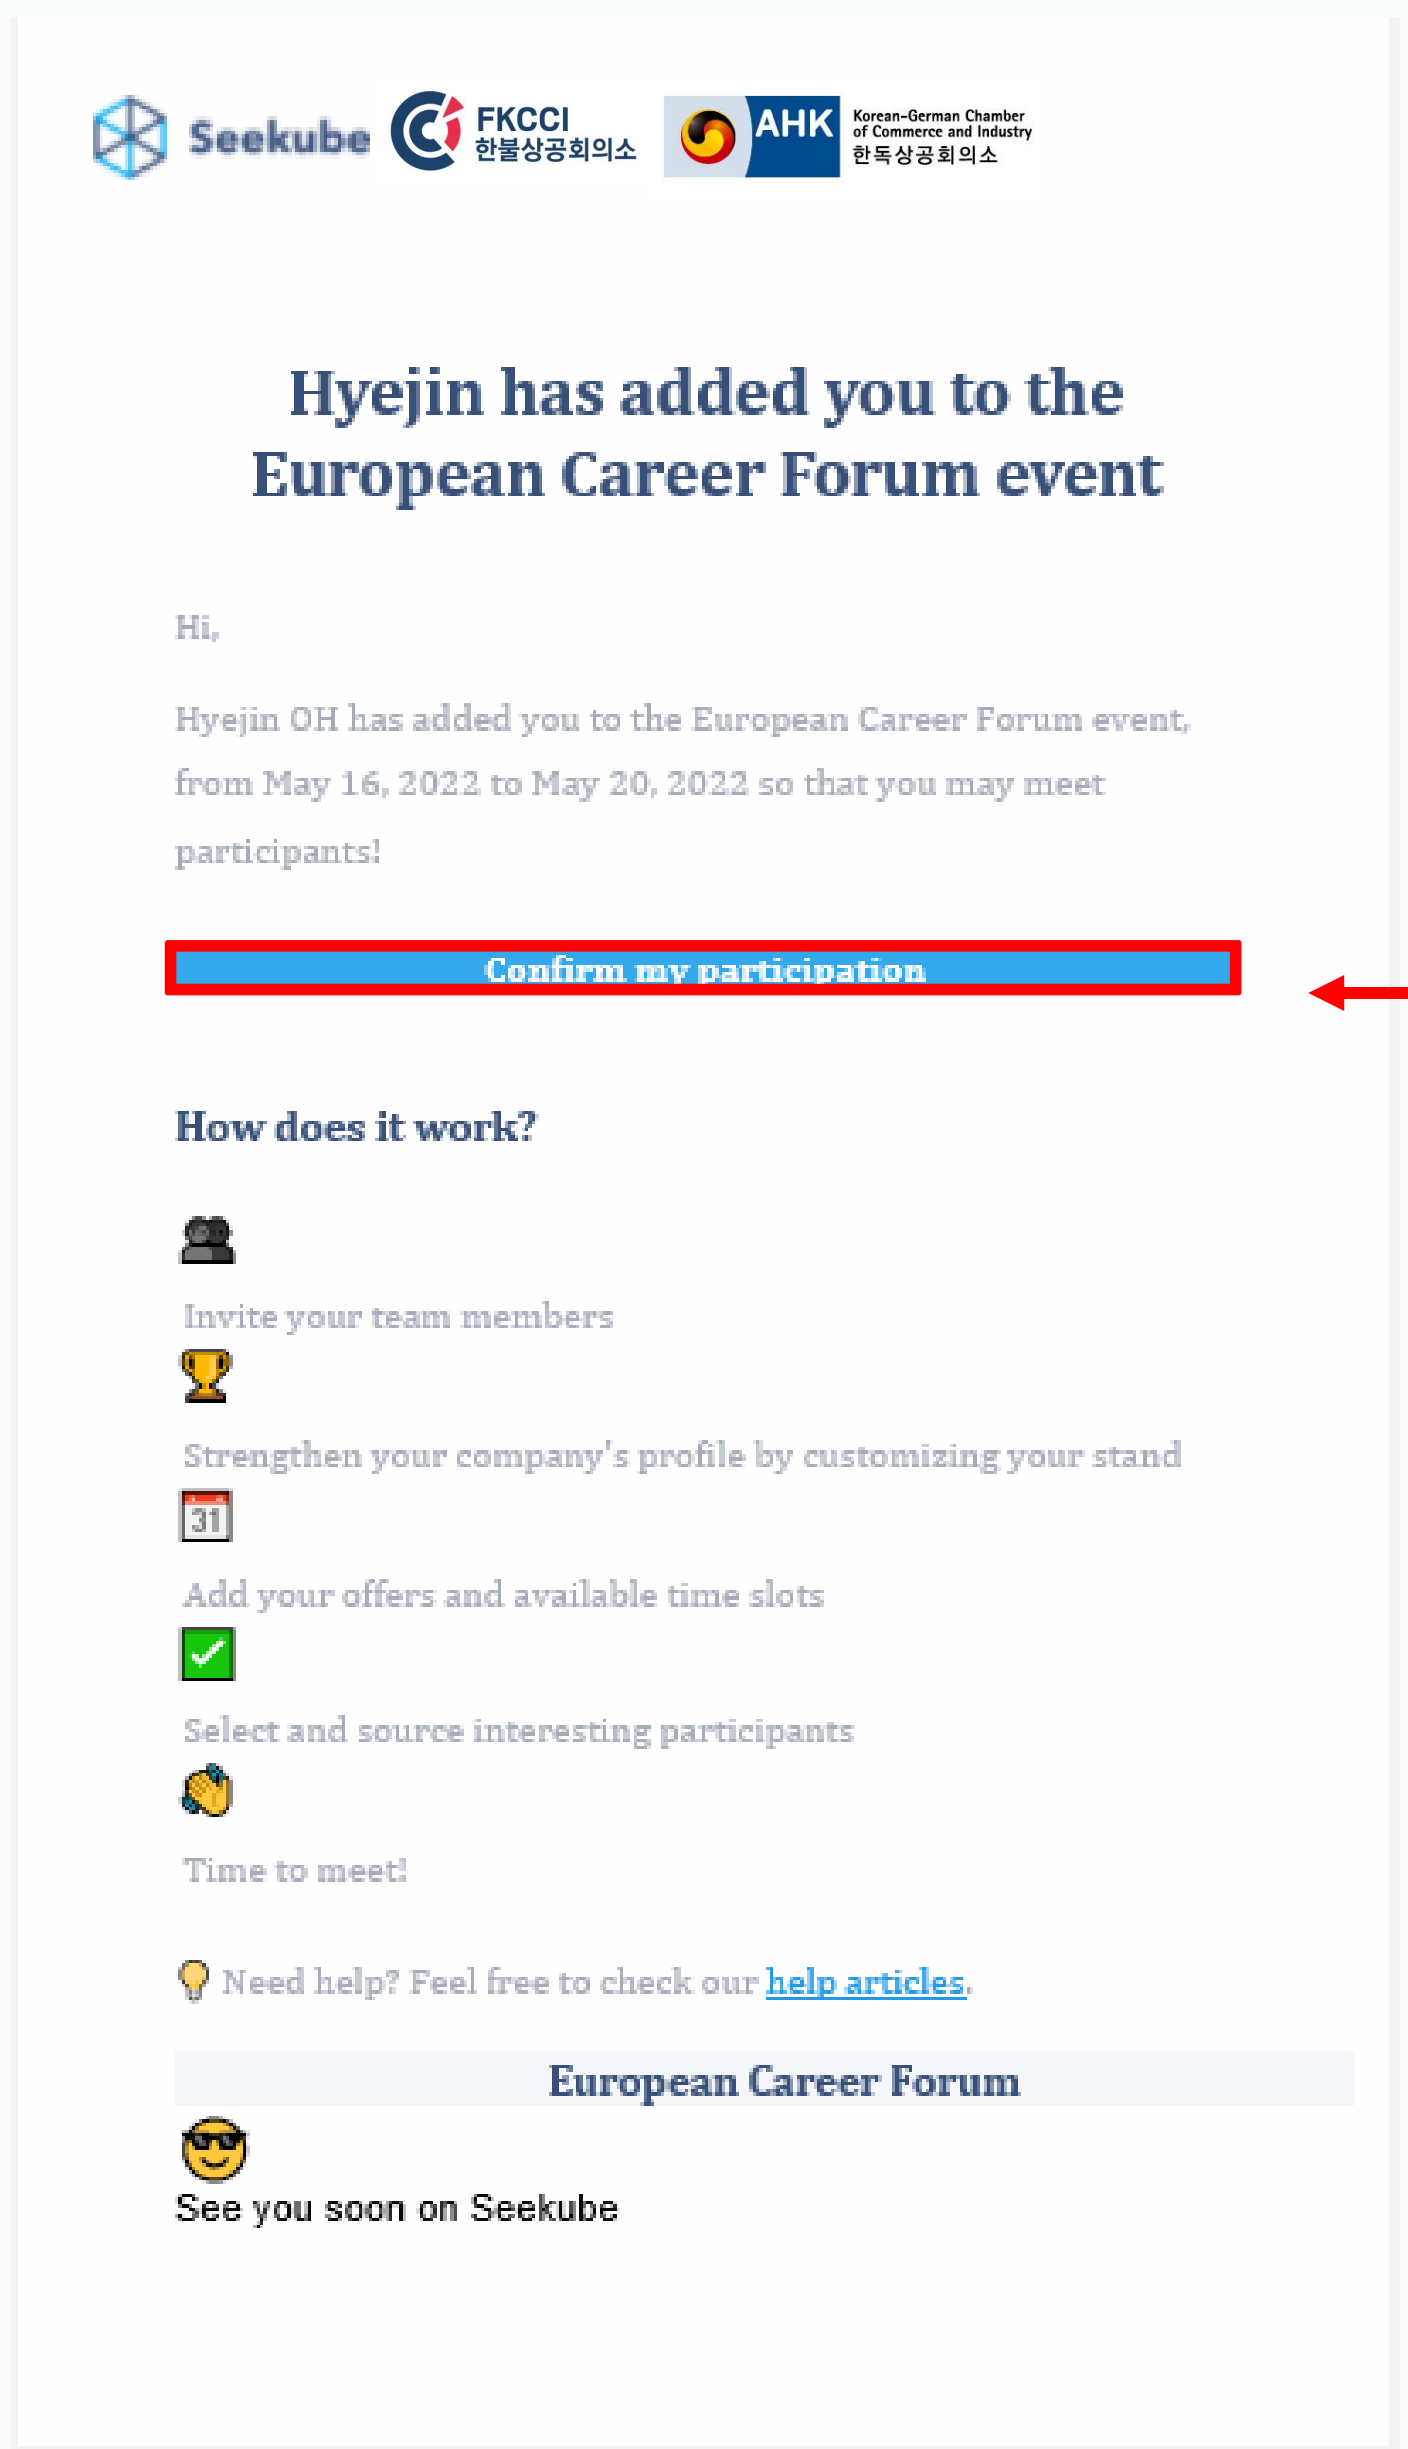 Seekube
FKCCI
한불상공회의소
AHK
Korean-German Chamber
of Commerce and Industry
한독상공회의소
Hyejin has added you to the
European Career Forum event
Hi,
Hyejin OH has added you to the European Career Forum event,
from May 16, 2022 to May 20, 2022 so that you may meet
participants!
Confirm my participation
How does it work?
Invite your team members
Strengthen your company's profile by customizing your stand
31
Add your offers and available time slots
Select and source interesting participants
Time to meet!
Need help? Feel free to check our help articles.
European Career Forum
See you soon on Seekube